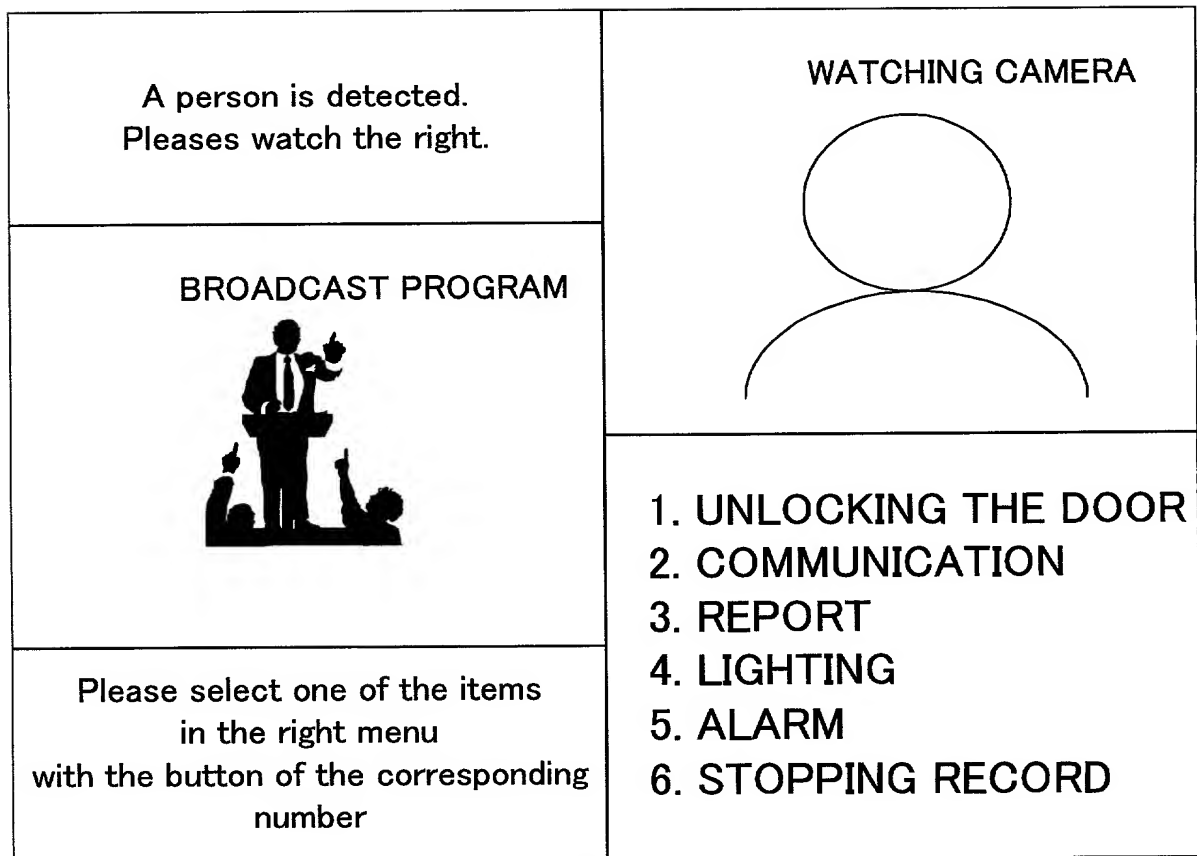 A person is detected.
Pleases watch the right.
BROADCAST PROGRAM
Please select one of the items
in the right menu
with the button of the corresponding
number
WATCHING CAMERA
1. UNLOCKING THE DOOR
2. COMMUNICATION
3. REPORT
4. LIGHTING
5. ALARM
6. STOPPING RECORD